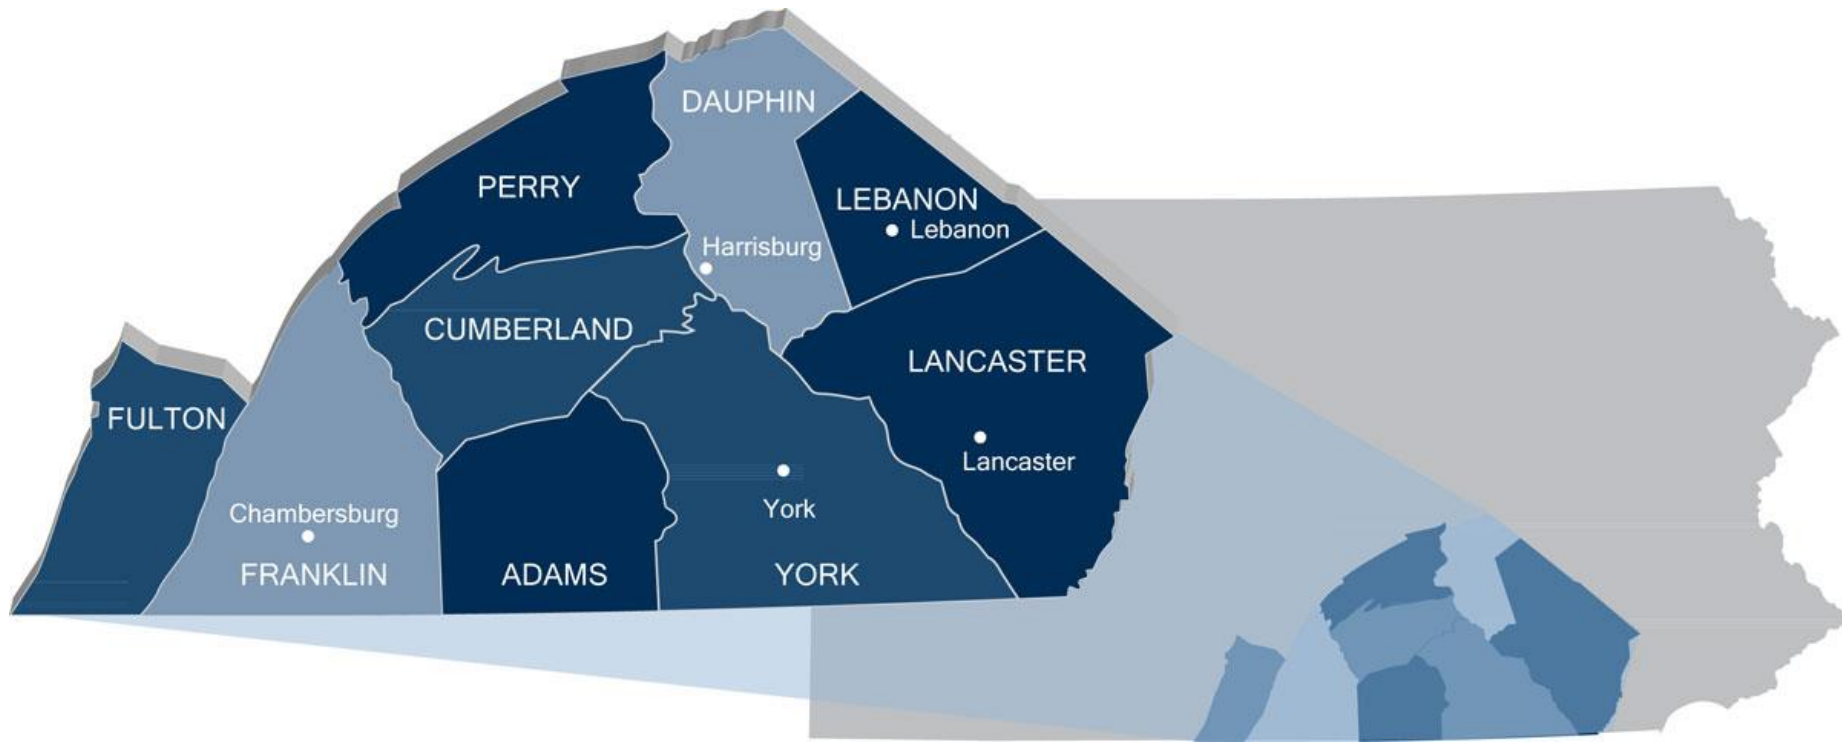 DAUPHIN
PERRY
LEBANON
Lebanon
Harrisburg
CUMBERLAND
LANCASTER
FULTON
Lancaster
York
Chambersburg
FRANKLIN
ADAMS
YORK